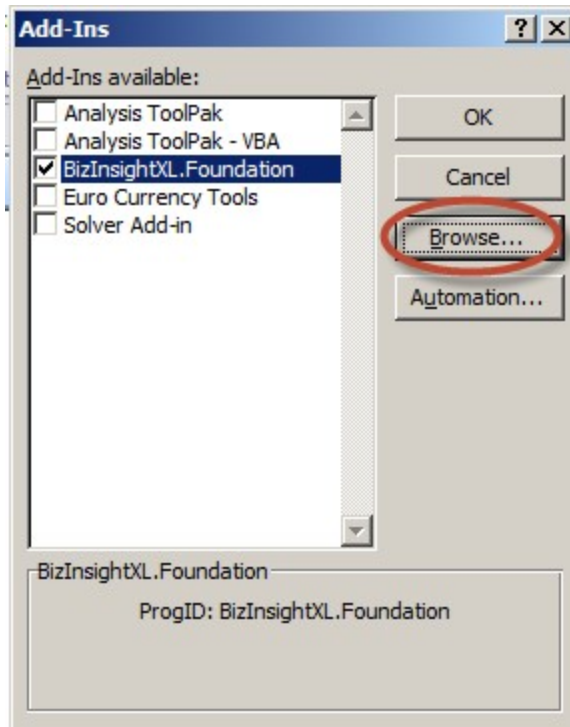 Add-Ins
Add-Ins available:
Analysis ToolPak
Analysis ToolPak - VBA
BizInsightXL.Foundation
Euro Currency Tools
Solver Add-in
OK
Cancel
Browse...
Automation...
BizInsightXL.Foundation
ProgID: BizInsightXL.Foundation